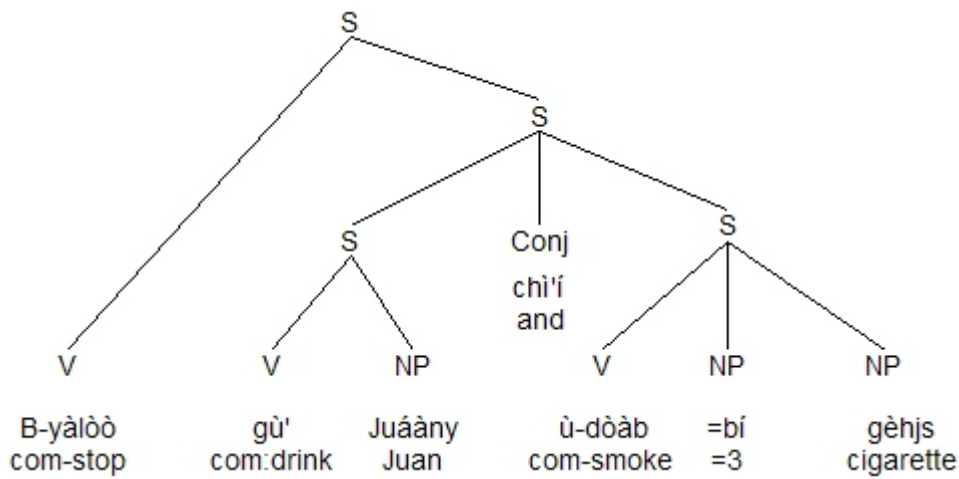 S
S
S Conj S
chì'í
and
V V NP V NP NP
B-yàlòò gù' Juáàny ù-dòàb =bí gèhjs
com-stop com:drink Juan com-smoke =3 cigarette